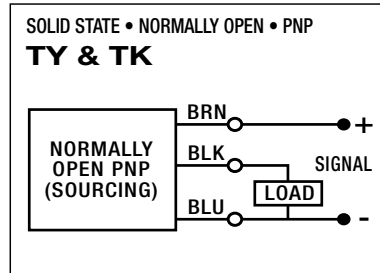 SOLID STATE • NORMALLY OPEN • PNP
TY & TK
BRN
+
NORMALLY
OPEN PNP
(SOURCING)
BLK
SIGNAL
LOAD
BLU
-